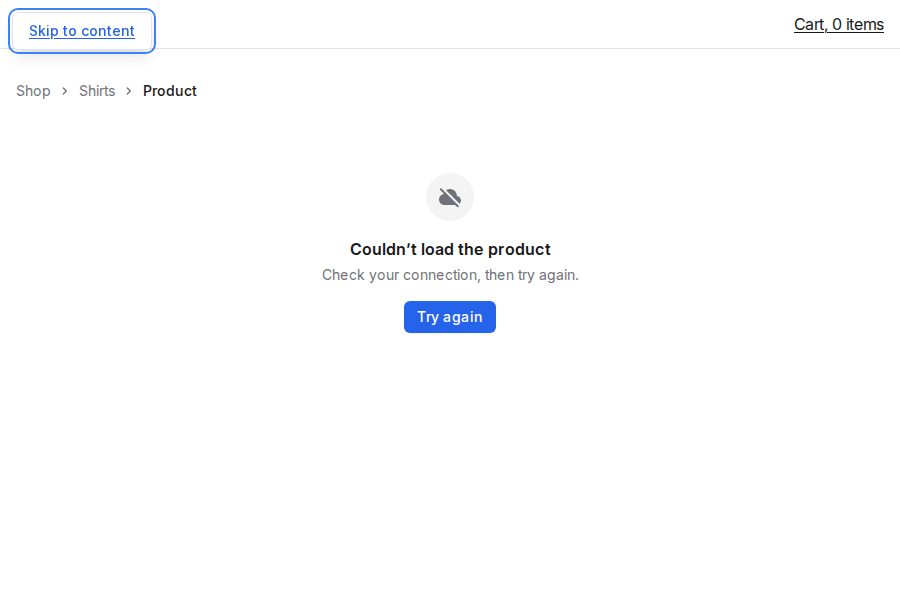 Skip to content
Cart, 0 items
Shop
Shirts
Product
Couldn’t load the product
Check your connection, then try again.
Try again